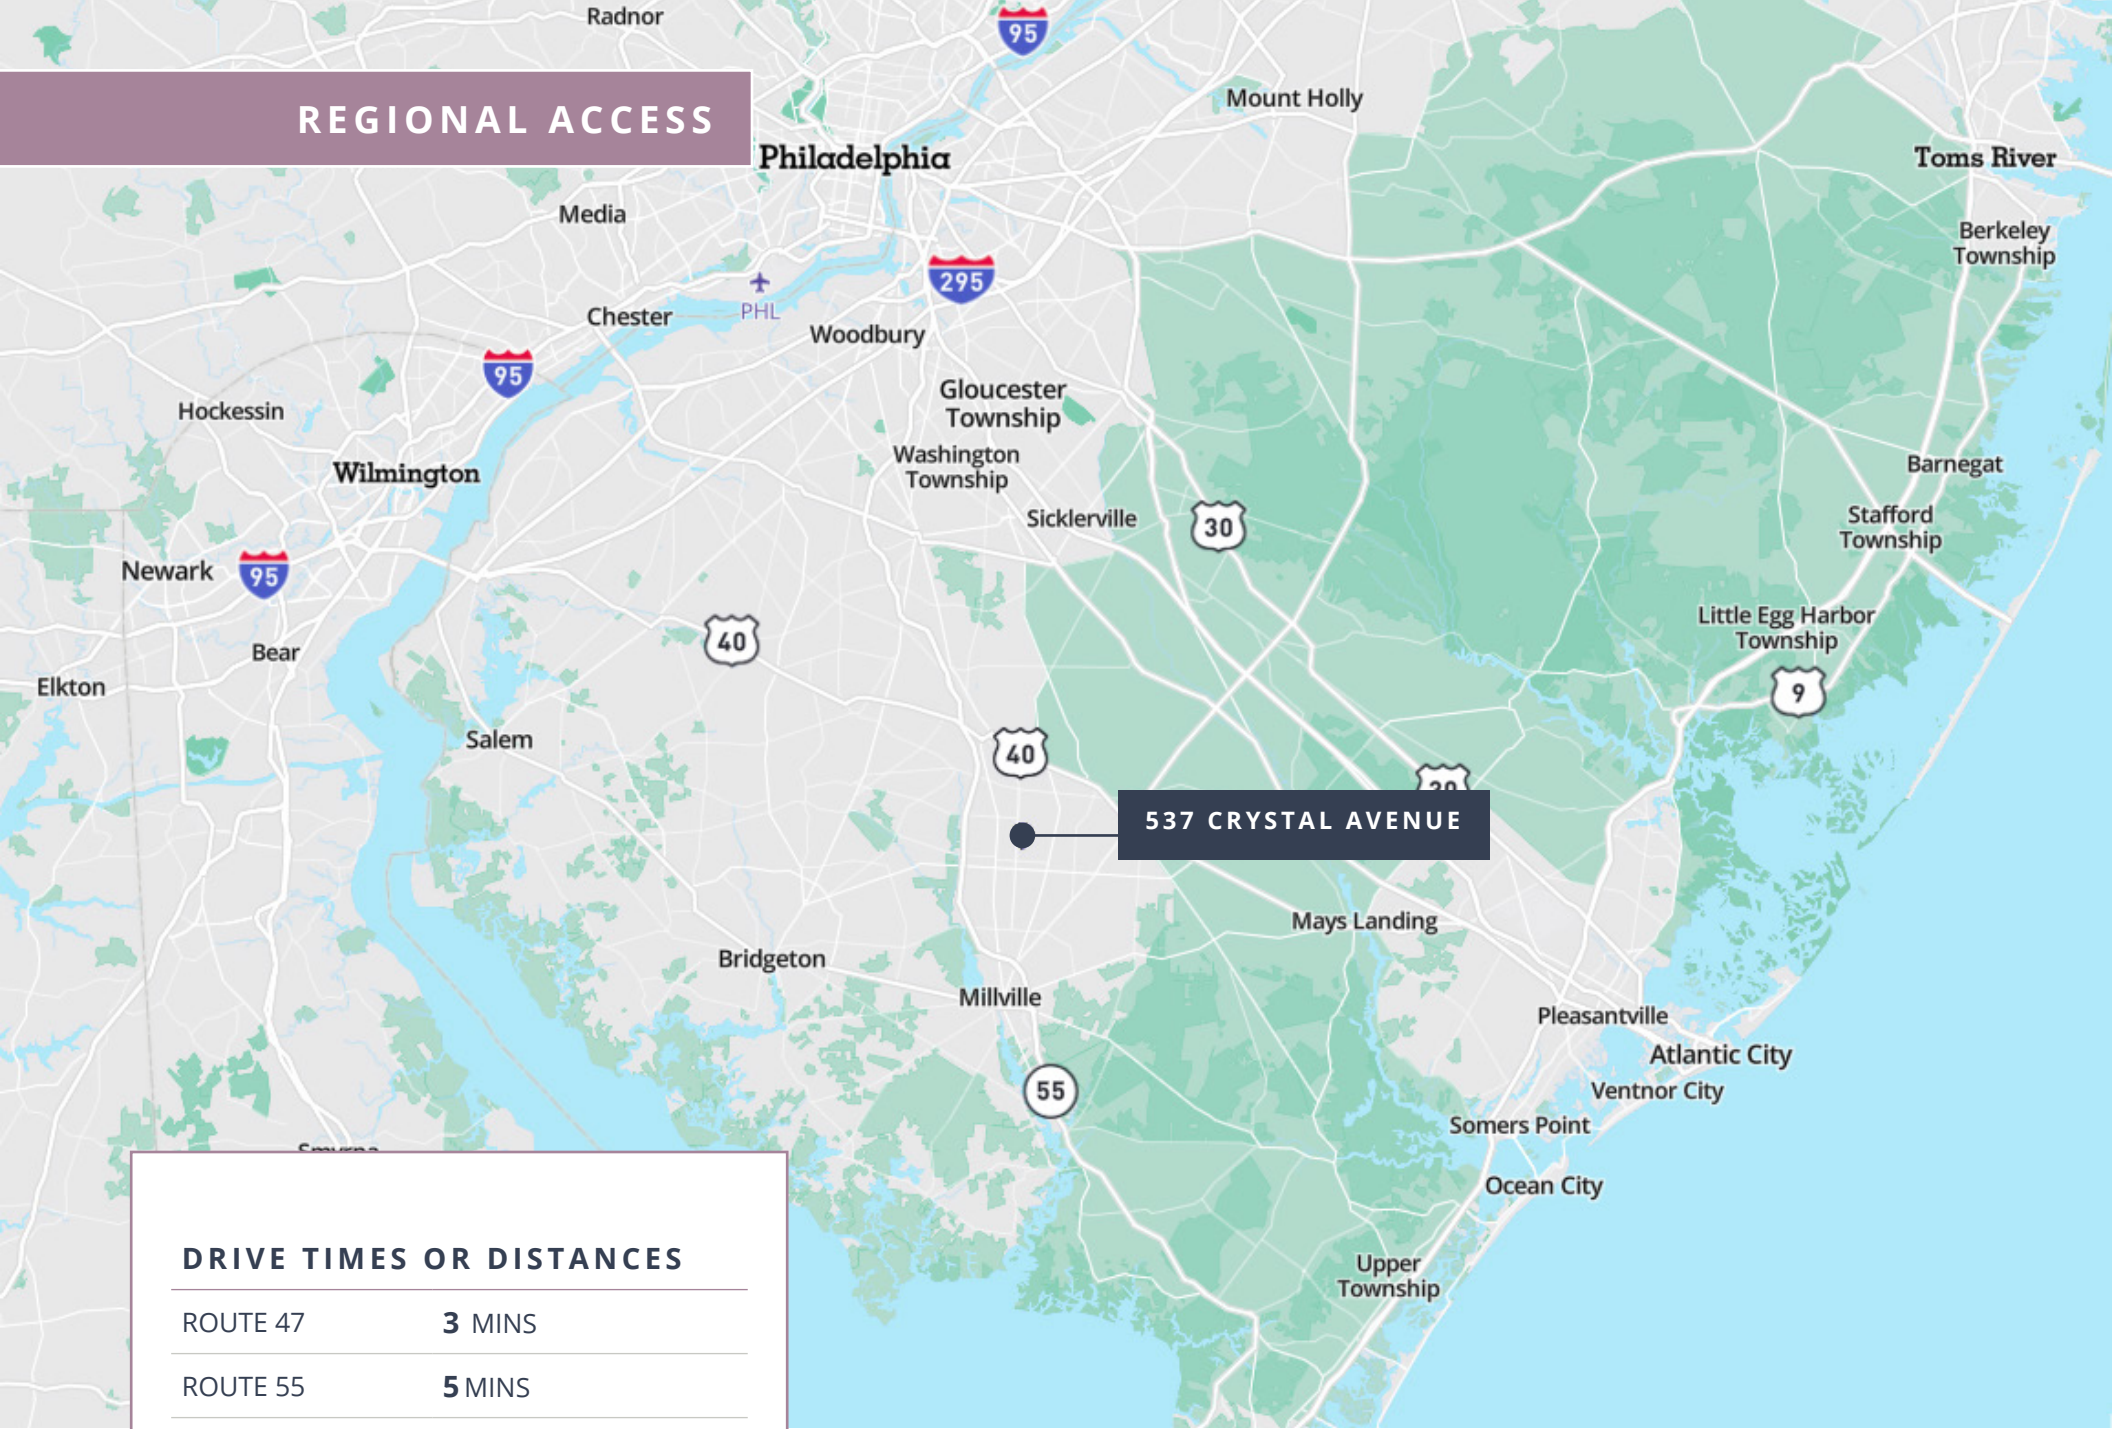 Radnor
95
REGIONAL ACCESS
Mount Holly
Philadelphia
Toms River
Media
Berkeley
Township
295
PHL
Chester
Woodbury
95
Gloucester
Township
Hockessin
Washington
Township
Wilmington
Barnegat
Sicklerville
30
Stafford
Township
Newark
95
Little Egg Harbor
Township
40
Bear
Elkton
9
Salem
40
30
537 CRYSTAL AVENUE
Mays Landing
Bridgeton
Millville
Pleasantville
Atlantic City
55
Ventnor City
Somers Point
Smyrna
Ocean City
Upper
Township
DRIVE TIMES OR DISTANCES
ROUTE 47 3 MINS
ROUTE 55 5 MINS